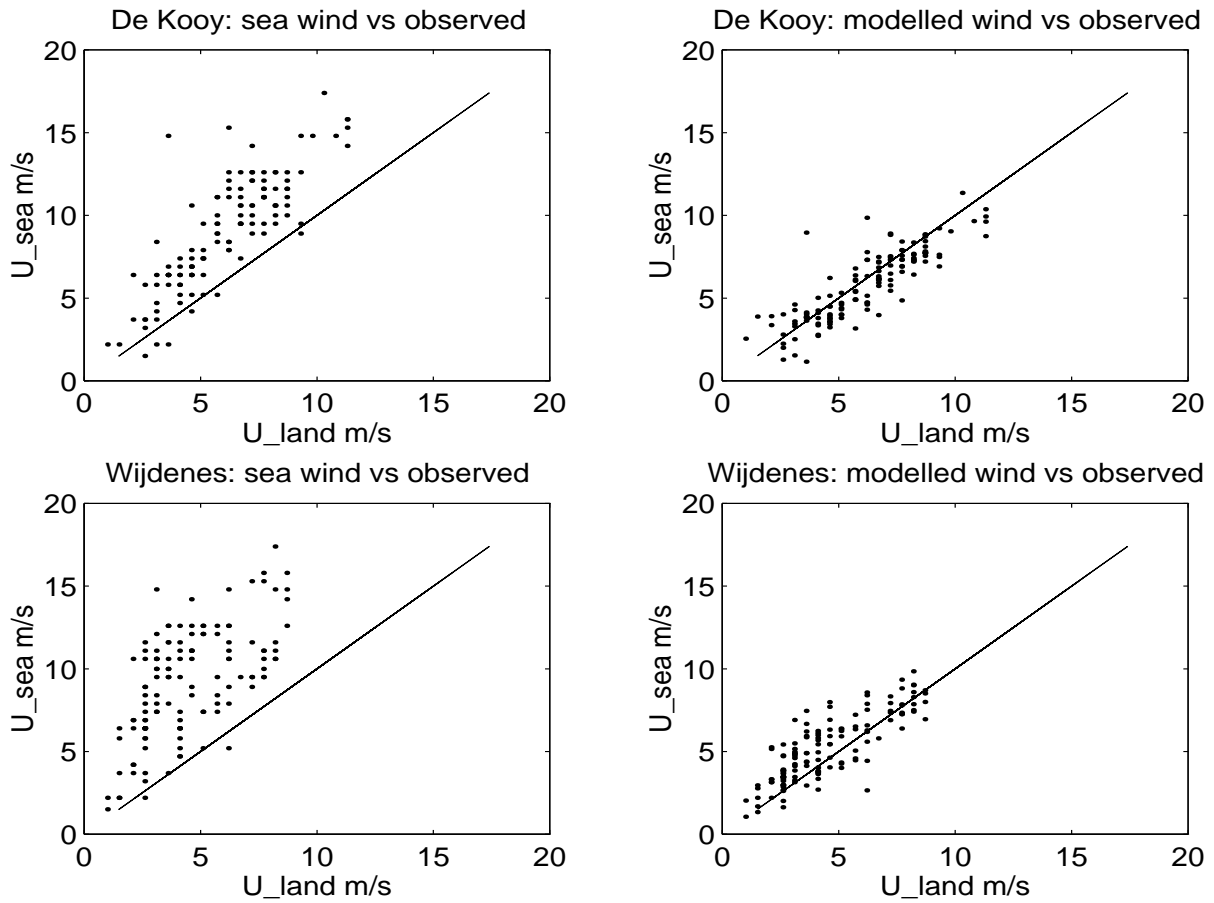 De Kooy: sea wind vs observed
20
15
10
5
0
U_sea m/s
0 5 10 15 20
U_land m/s
De Kooy: modelled wind vs observed
20
15
10
5
0
U_sea m/s
0 5 10 15 20
U_land m/s
Wijdenes: sea wind vs observed
20
15
10
5
0
U_sea m/s
0 5 10 15 20
U_land m/s
Wijdenes: modelled wind vs observed
20
15
10
5
0
U_sea m/s
0 5 10 15 20
U_land m/s